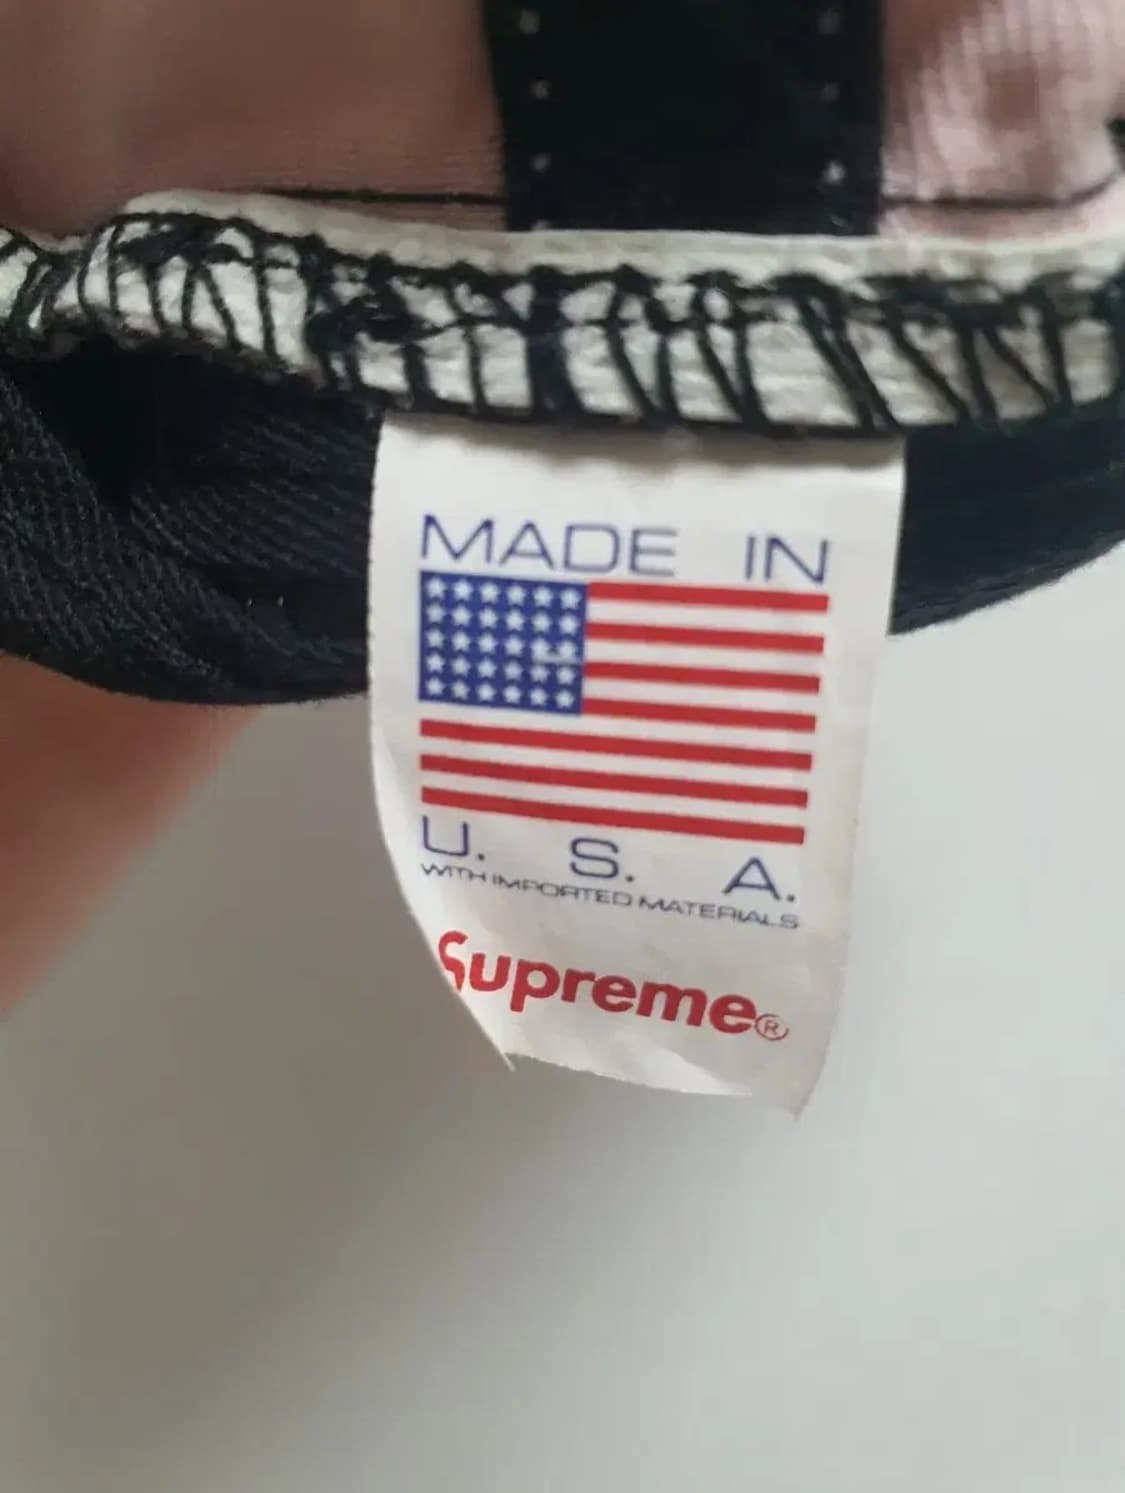 MADE IN
U. S. A.
WITH IMPORTED MATERIALS
Supreme®